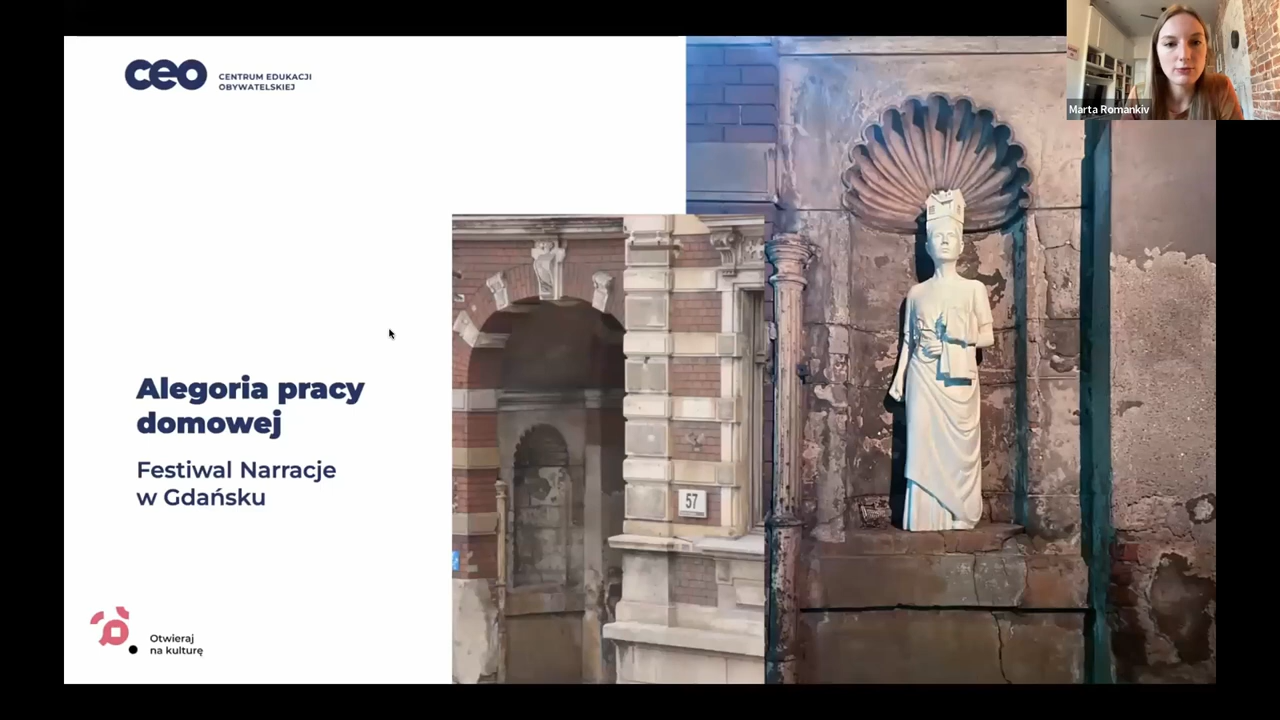 ceo
CENTRUM EDUKACJI
OBYWATELSKIEJ
Marta Romankiv
Alegoria pracy
domowej
Festiwal Narracje
w Gdańsku
57
Otwieraj
na kulturę